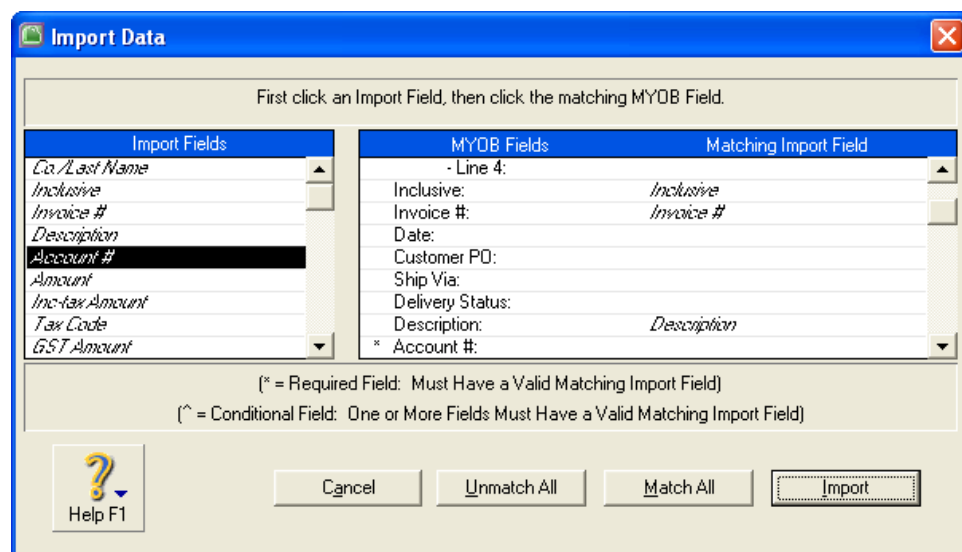 Import Data
First click an Import Field, then click the matching MYOB Field.
Import Fields
Co./Last Name
Inclusive
Invoice #
Description
Account #
Amount
Inc-tax Amount
Tax Code
GST Amount
MYOB Fields Matching Import Field
- Line 4:
Inclusive: Inclusive
Invoice #: Invoice #
Date:
Customer PO:
Ship Via:
Delivery Status:
Description: Description
* Account #:
(* = Required Field: Must Have a Valid Matching Import Field)
(^ = Conditional Field: One or More Fields Must Have a Valid Matching Import Field)
Help F1
Cancel
Unmatch All
Match All
Import